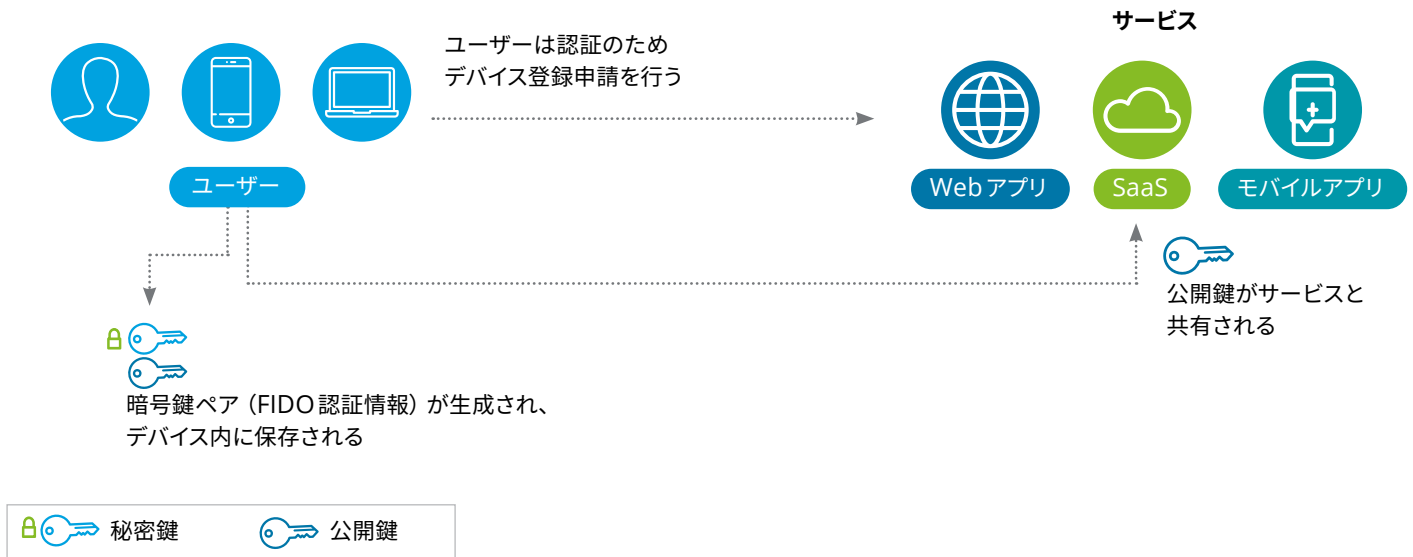 サービス
ユーザーは認証のため
デバイス登録申請を行う
ユーザー
Webアプリ
SaaS
モバイルアプリ
公開鍵がサービスと
共有される
暗号鍵ペア（FIDO認証情報）が生成され、
デバイス内に保存される
秘密鍵
公開鍵